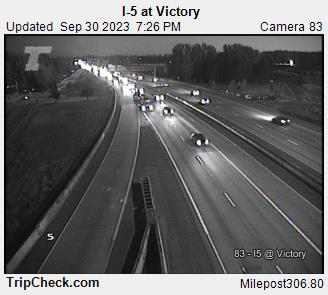 I-5 at Victory
Updated Sep 30 2023 7:26 PM Camera 83
S
83 - I5 @ Victory
TripCheck.com Milepost306.80